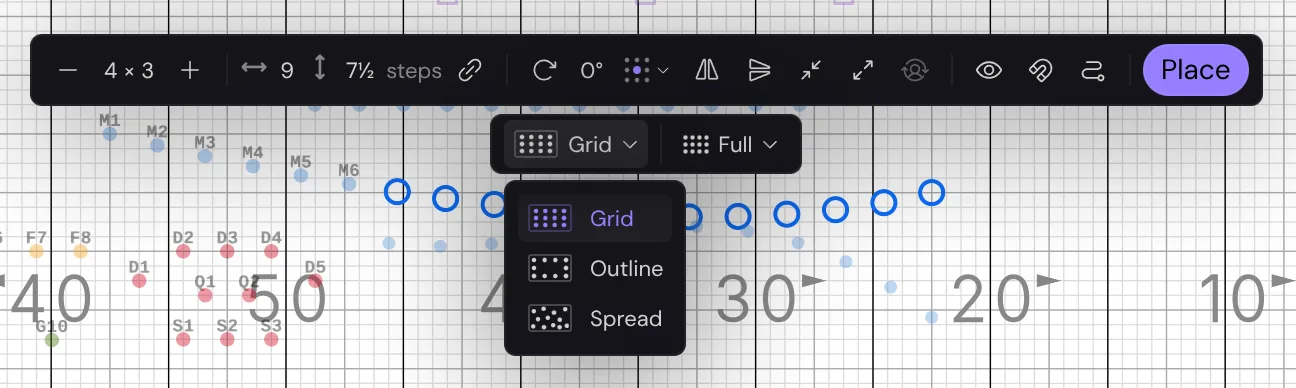 4 × 3 9 7½ steps 0° Place
M1
M2
M3
M4
M5
M6
Grid Full
Grid
Outline
Spread
F7 F8 D2 D3 D4
D1 D5
Q1 Q2
40 50 4 30 20 10
G10 S1 S2 S3